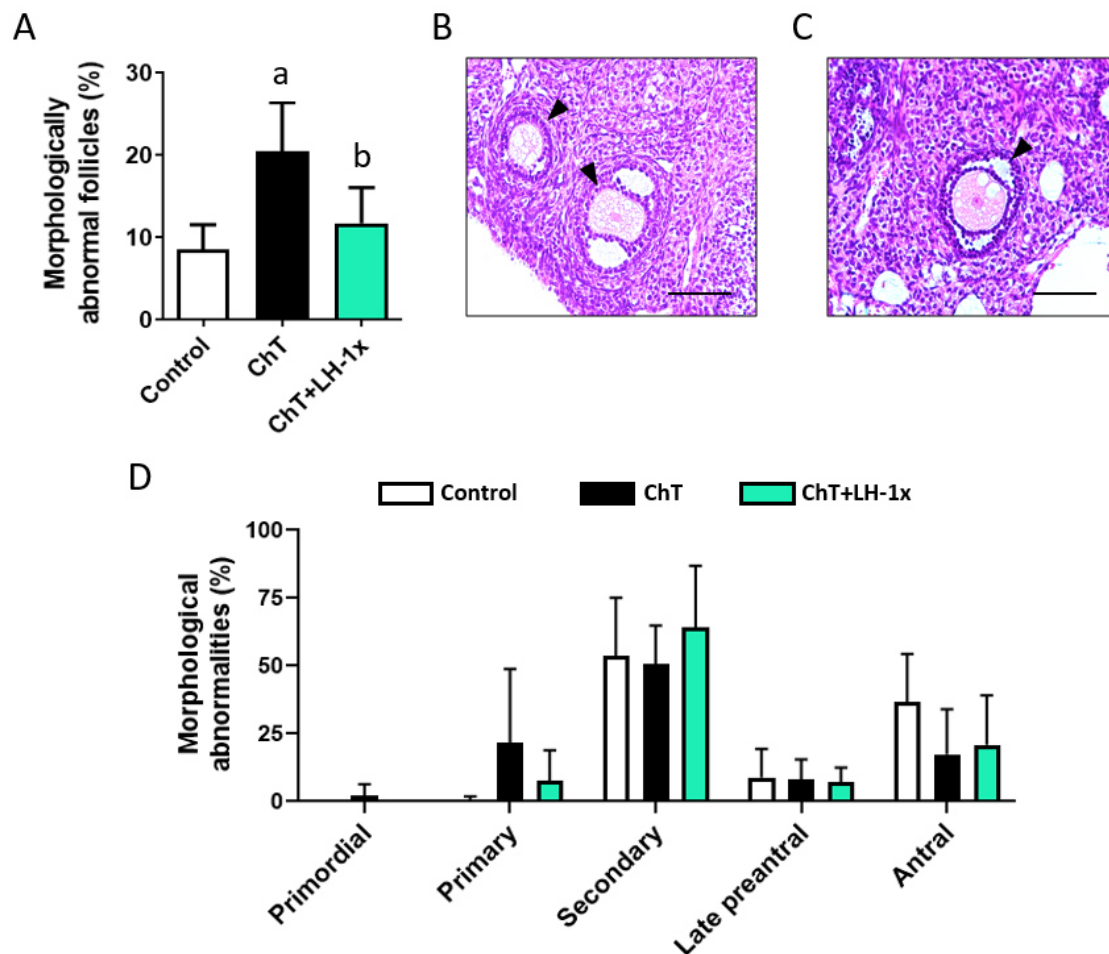 A
B
C
Morphologically
abnormal follicles (%)
30
20
10
0
a
b
Control
ChT
ChT+LH-1x
D
Control
ChT
ChT+LH-1x
Morphological
abnormalities (%)
100
75
50
25
0
Primordial
Primary
Secondary
Late preantral
Antral